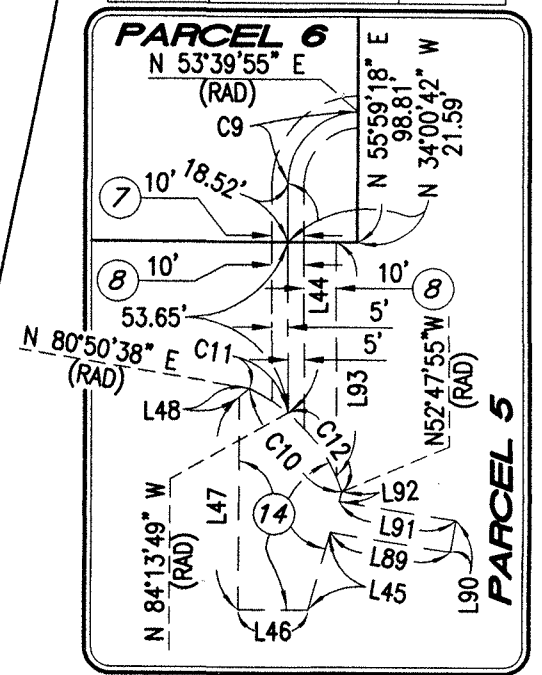 PARCEL 6
N 53°39'55" E
(RAD)
C9
N 55°59'18" E
98.81'
N 34°00'42" W
21.59'
7
10'
18.52'
8
10'
L44
10'
8
53.65'
5'
5'
N 80°50'38" E
(RAD)
C11
L93
N52°47'55"W
(RAD)
L48
C10
C12
L47
N 84°13'49" W
(RAD)
14
L92
L91
L89
L90
L45
L46
PARCEL 5